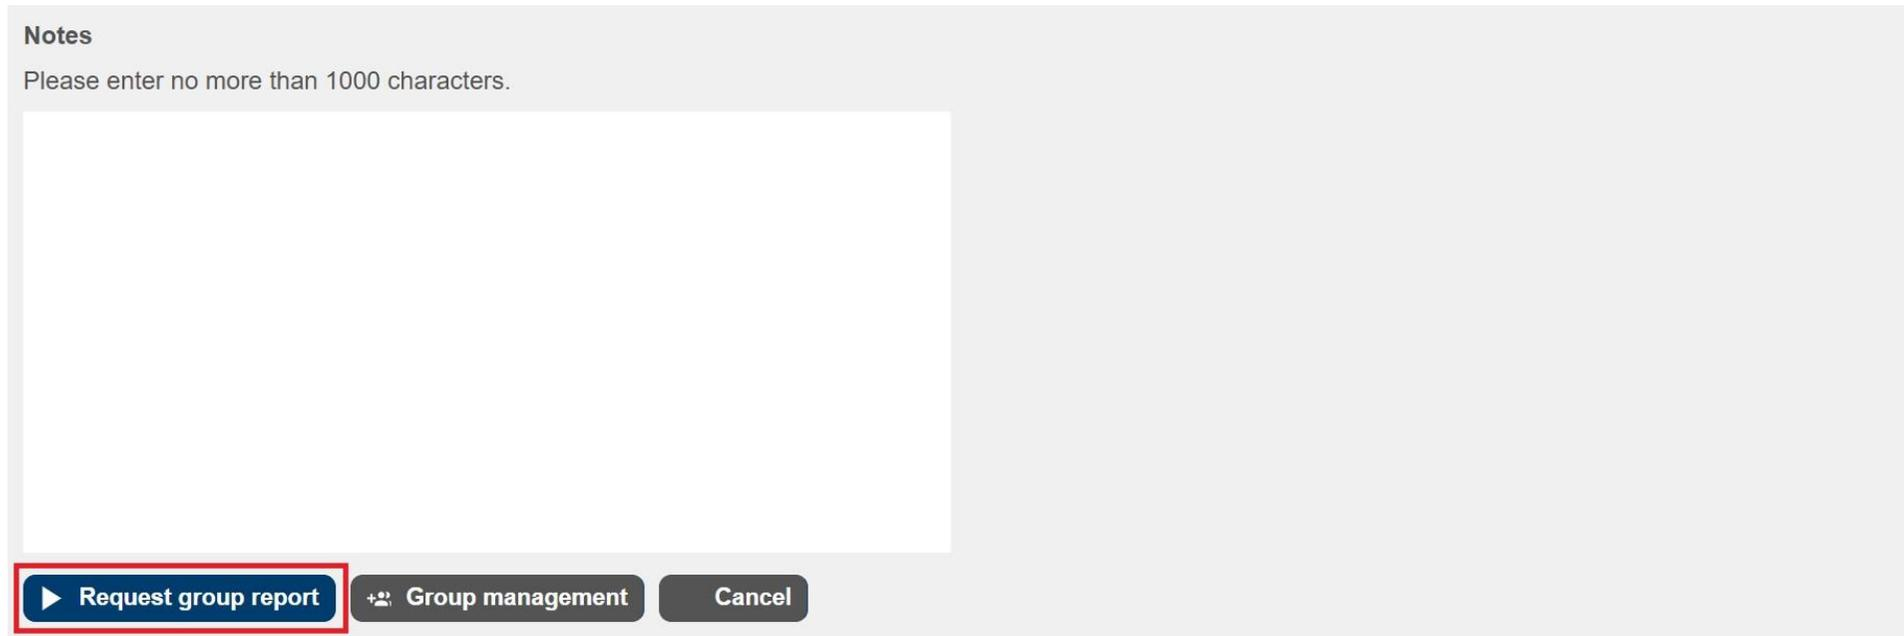 Notes
Please enter no more than 1000 characters.
Request group report Group management Cancel